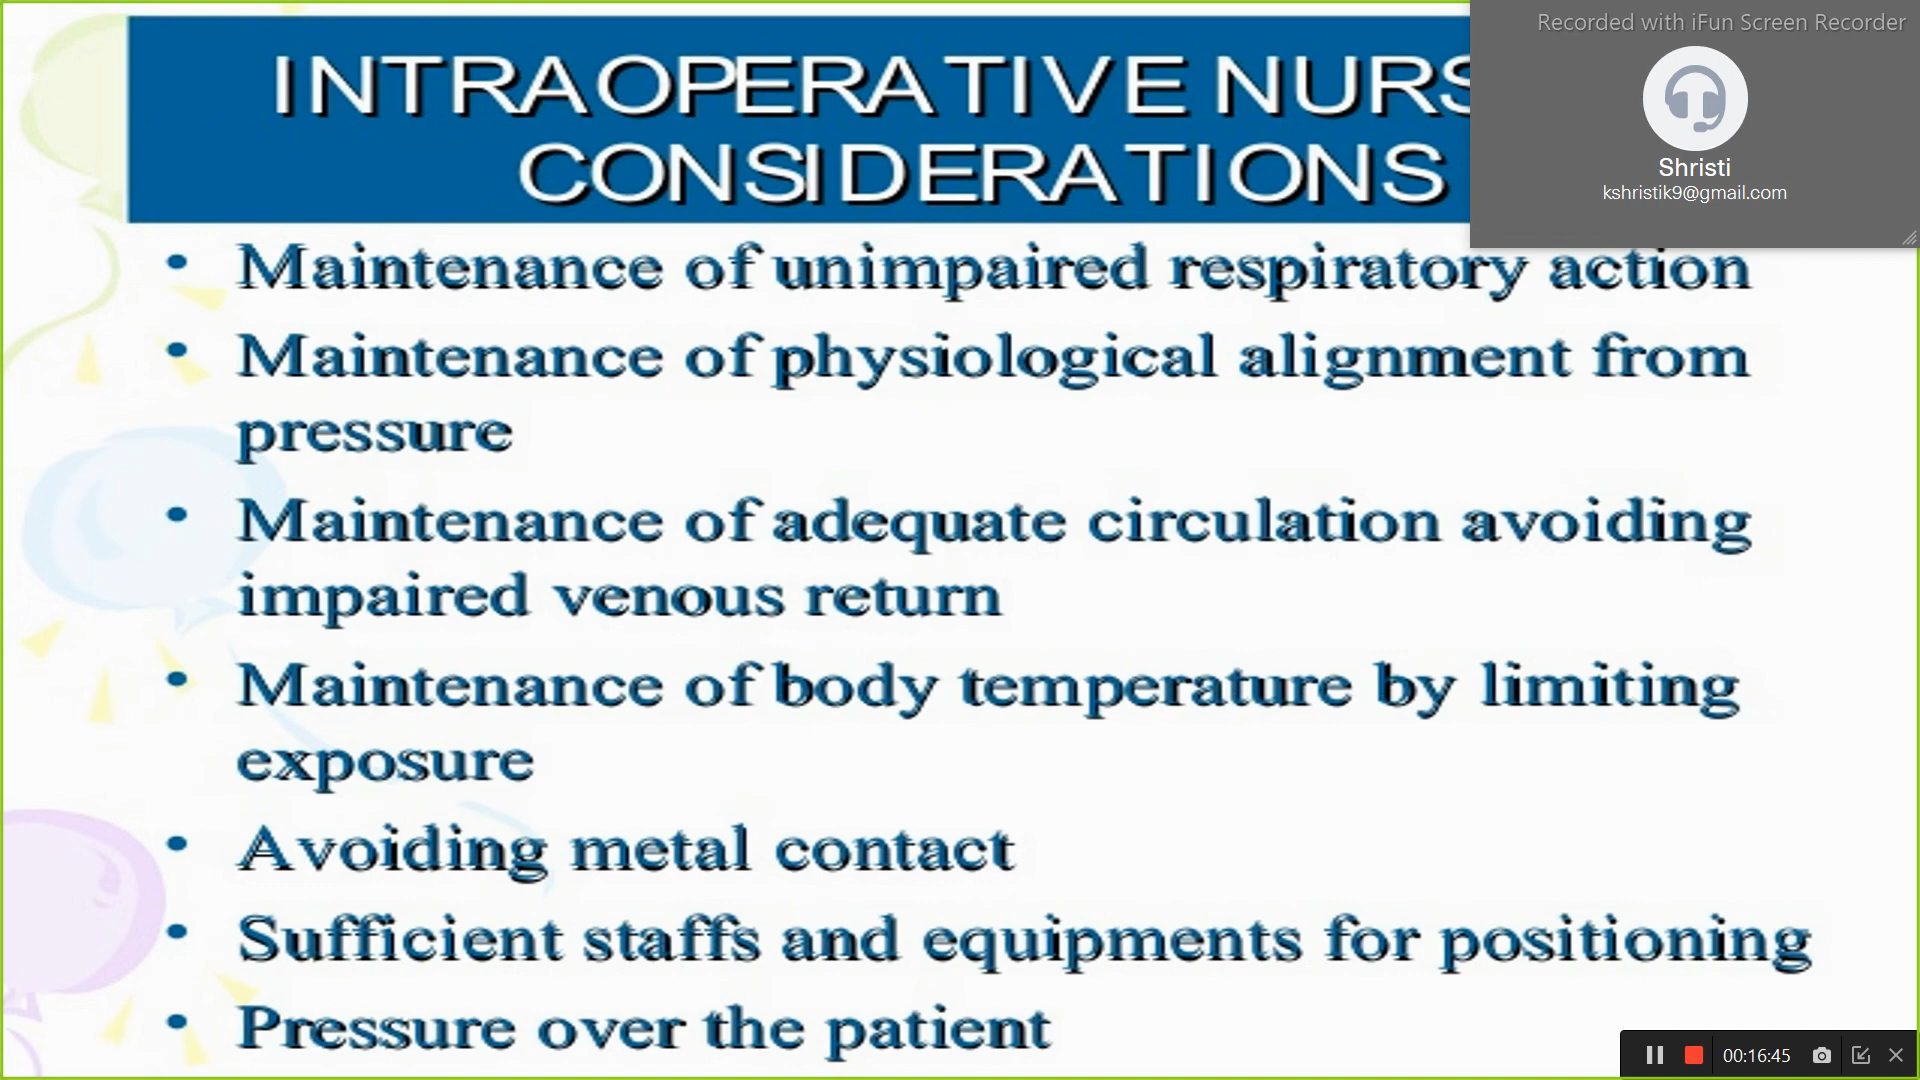 Recorded with iFun Screen Recorder
INTRAOPERATIVE
CONSIDERATIONS
Shristi
kshristik9@gmail.com
• Maintenance of unimpaired respiratory action
• Maintenance of physiological alignment from
pressure
• Maintenance of adequate circulation avoiding
impaired venous return
• Maintenance of body temperature by limiting
exposure
• Avoiding metal contact
• Sufficient staffs and equipments for positioning
• Pressure over the patient
00:16:45